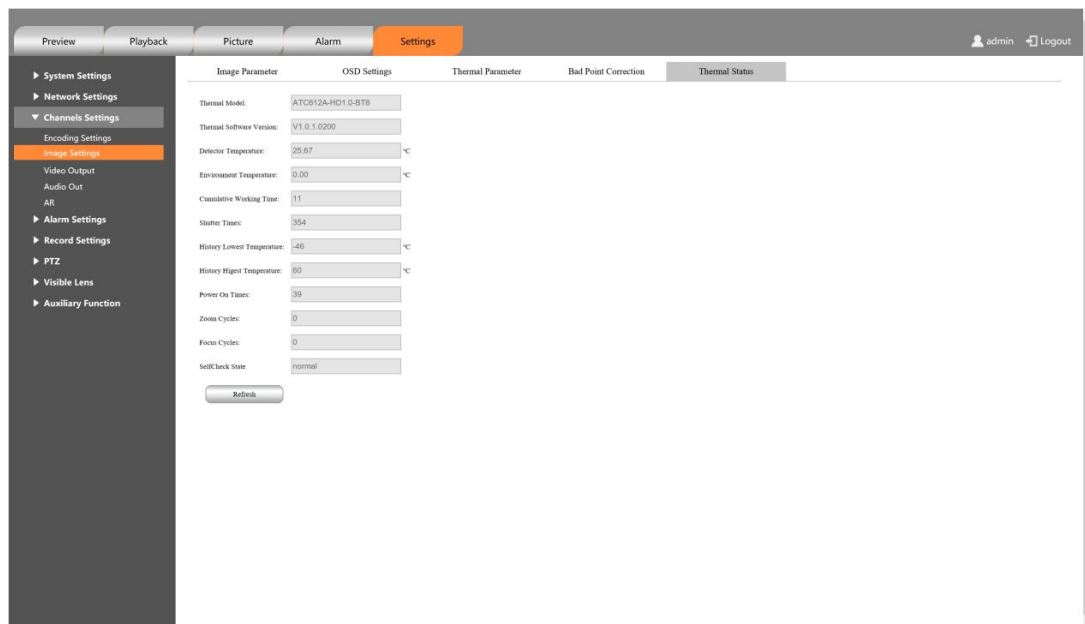 Preview Playback Picture Alarm Settings admin Logout
Image Parameter OSD Settings Thermal Parameter Bad Point Correction Thermal Status
System Settings
Network Settings
Channels Settings
Encoding Settings
Image Settings
Video Output
Audio Out
AR
Alarm Settings
Record Settings
PTZ
Visible Lens
Auxiliary Function
Thermal Model: ATC612A-HD1.0-BT6
Thermal Software Version: V1.0.1.0200
Detector Temperature: 25.67 °C
Environment Temperature: 0.00 °C
Cumulative Working Time: 11
Shutter Times: 354
History Lowest Temperature: -46 °C
History Higest Temperature: 60 °C
Power On Times: 39
Zoom Cycles: 0
Focus Cycles: 0
SelfCheck State normal
Refresh